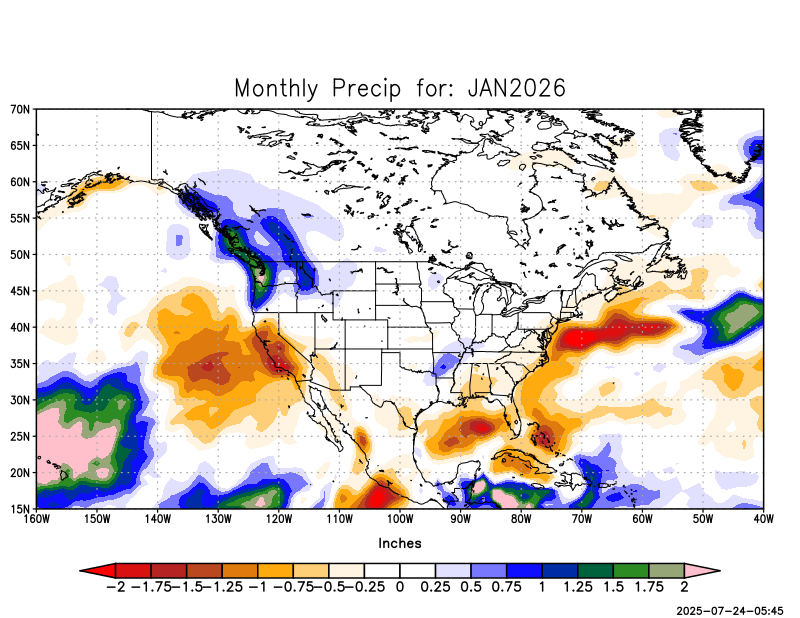 Monthly Precip for: JAN2026
70N
65N
60N
55N
50N
45N
40N
35N
30N
25N
20N
15N
160W 150W 140W 130W 120W 110W 100W 90W 80W 70W 60W 50W 40W
Inches
-2 -1.75 -1.5 -1.25 -1 -0.75 -0.5 -0.25 0 0.25 0.5 0.75 1 1.25 1.5 1.75 2
2025-07-24-05:45